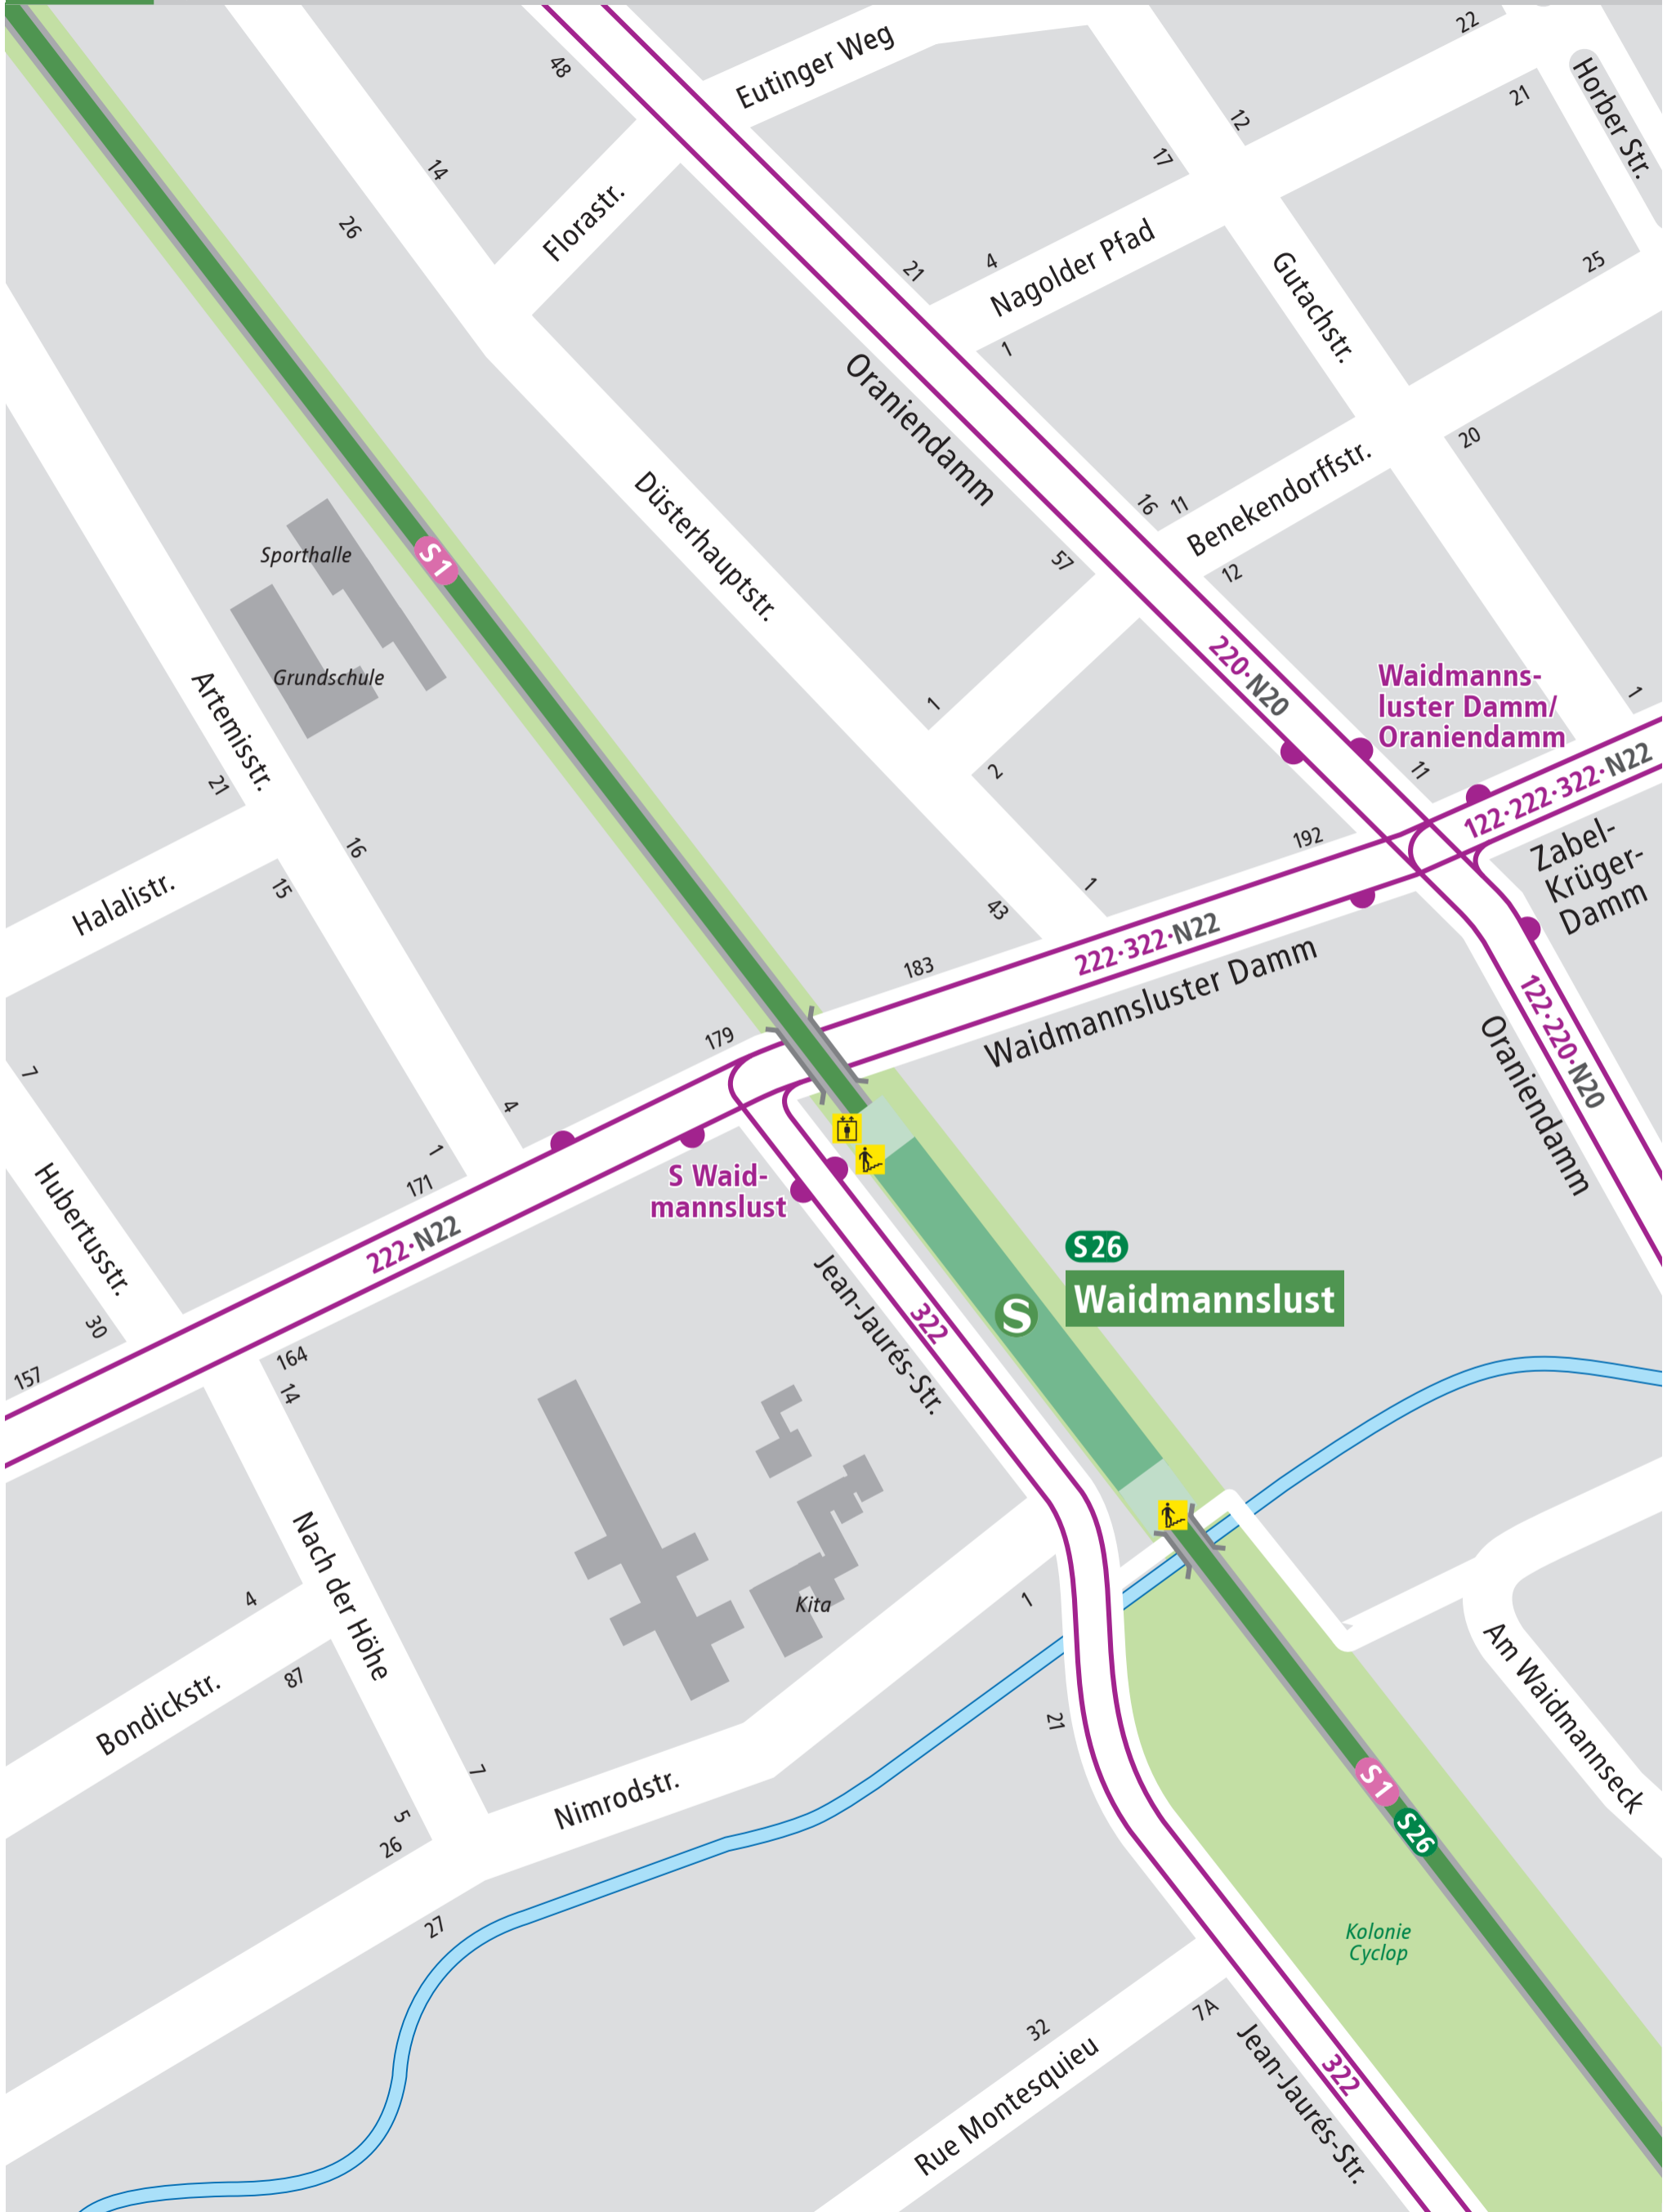 22
48
Eutinger Weg
Horber Str.
21
12
17
14
26
Florastr.
21
4
Nagolder Pfad
25
Gutachstr.
1
Oraniendamm
20
Benekendorffstr.
16
11
57
12
Düsterhauptstr.
Sporthalle
S1
Grundschule
220·N20
Waidmanns-
luster Damm/
Oraniendamm
1
Artemisstr.
1
2
11
122·222·322·N22
21
16
192
Zabel-
Krüger-
Damm
Halalistr.
15
1
43
222·322·N22
183
Waidmannsluster Damm
179
122·220·N20
Oraniendamm
7
4
1
171
S Waid-
mannslust
Hubertusstr.
222·N22
S26
Waidmannslust
S
Jean-Jaurés-Str.
322
30
157
164
14
Nach der Höhe
4
Kita
1
87
Bondickstr.
21
Am Waidmannseck
7
Nimrodstr.
5
26
S1
S26
27
Kolonie
Cyclop
32
7A
Rue Montesquieu
Jean-Jaurés-Str.
322